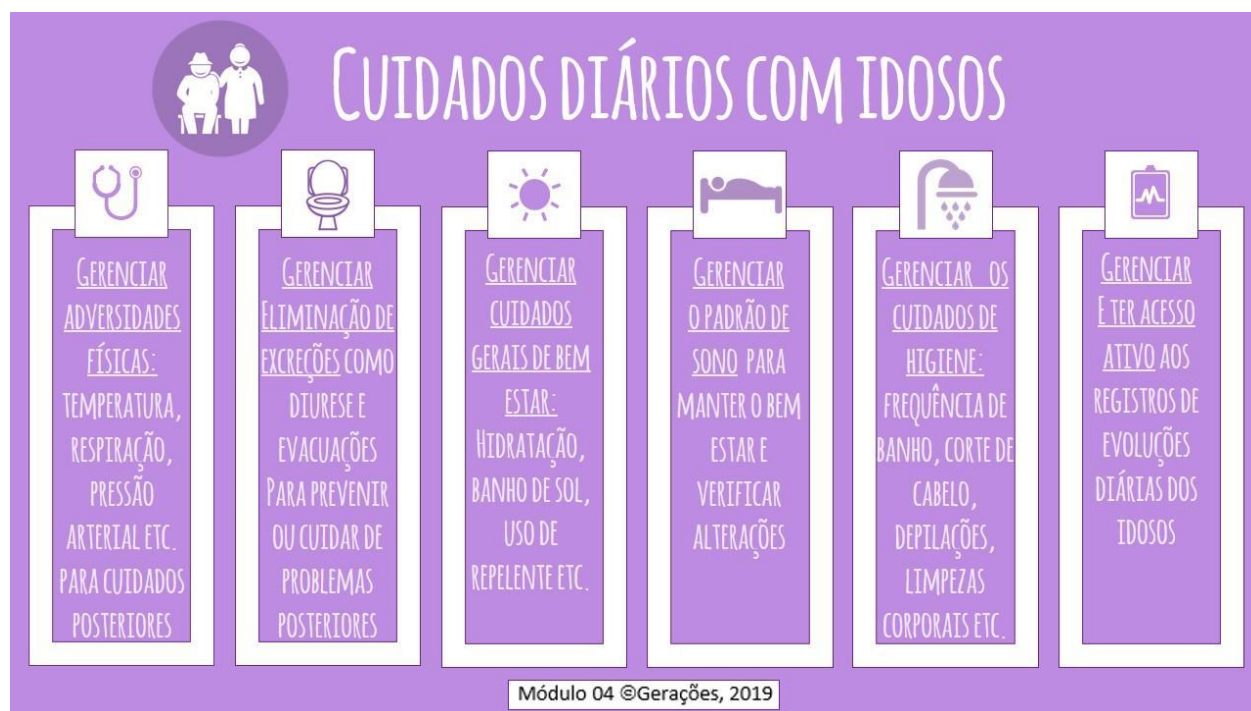 CUIDADOS DIÁRIOS COM IDOSOS
GERENCIAR
ADVERSIDADES
FÍSICAS:
TEMPERATURA,
RESPIRAÇÃO,
PRESSÃO
ARTERIAL ETC.
PARA CUIDADOS
POSTERIORES
GERENCIAR
ELIMINAÇÃO DE
EXCREÇÕES COMO
DIURESE E
EVACUAÇÕES
PARA PREVENIR
OU CUIDAR DE
PROBLEMAS
POSTERIORES
GERENCIAR
CUIDADOS
GERAIS DE BEM
ESTAR:
HIDRATAÇÃO,
BANHO DE SOL,
USO DE
REPELENTE ETC.
GERENCIAR
O PADRÃO DE
SONO PARA
MANTER O BEM
ESTAR E
VERIFICAR
ALTERAÇÕES
GERENCIAR OS
CUIDADOS DE
HIGIENE:
FREQUÊNCIA DE
BANHO, CORTE DE
CABELO,
DEPILAÇÕES,
LIMPEZAS
CORPORAIS ETC.
GERENCIAR
E TER ACESSO
ATIVO AOS
REGISTROS DE
EVOLUÇÕES
DIÁRIAS DOS
IDOSOS
Módulo 04 ©Gerações, 2019